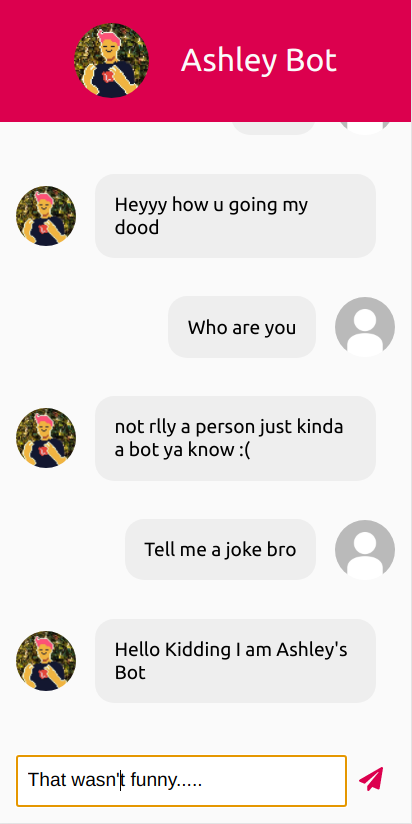 Ashley Bot
Heyyy how u going my
dood
Who are you
not rlly a person just kinda
a bot ya know :(
Tell me a joke bro
Hello Kidding I am Ashley's
Bot
That wasn't funny.....